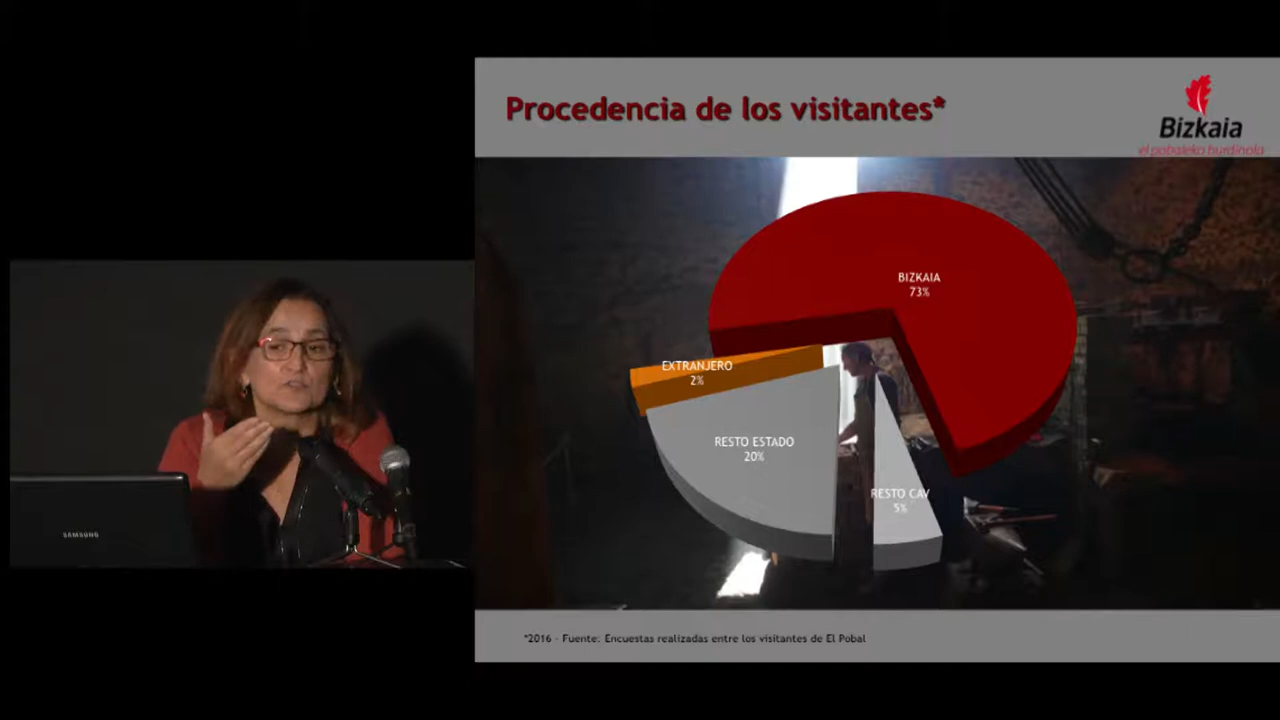 Procedencia de los visitantes*
Bizkaia
el pobaleko burdinola
BIZKAIA
73%
EXTRANJERO
2%
RESTO ESTADO
20%
RESTO CAV
5%
SAMSUNG
*2016 - Fuente: Encuestas realizadas entre los visitantes de El Pobal